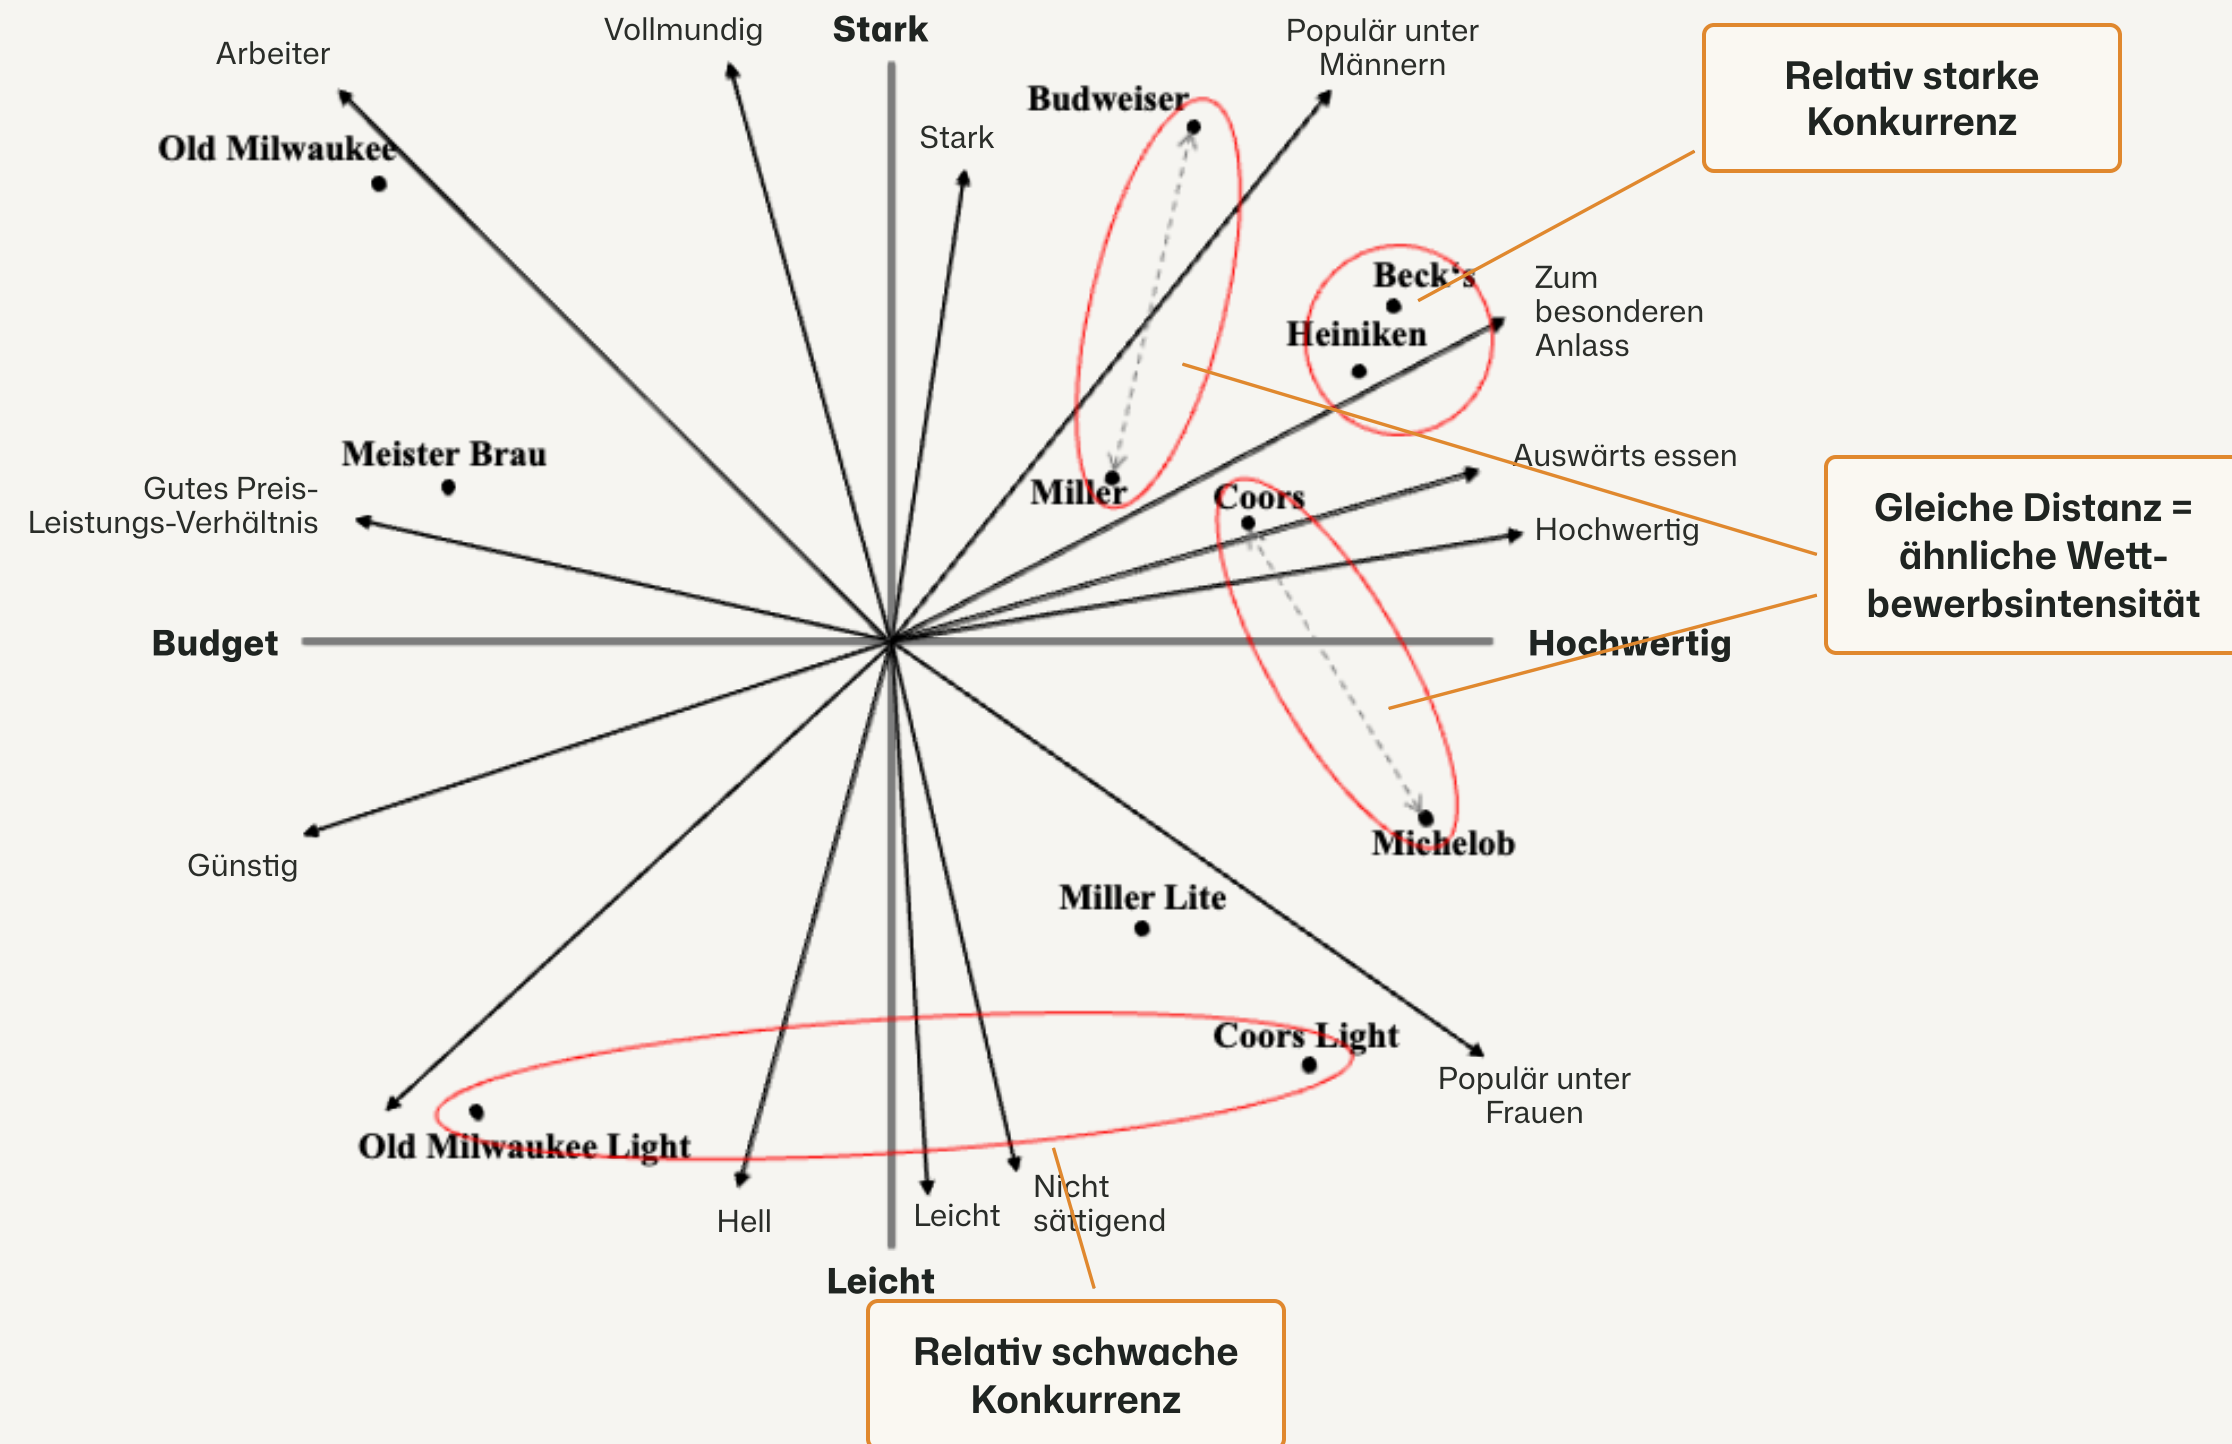 Vollmundig
Stark
Populär unter
Männern
Arbeiter
Relativ starke
Konkurrenz
Budweiser
Stark
Old Milwaukee
Beck's
Zum
besonderen
Anlass
Heiniken
Meister Brau
Auswärts essen
Gutes Preis-
Leistungs-Verhältnis
Miller
Coors
Hochwertig
Gleiche Distanz =
ähnliche Wett-
bewerbsintensität
Budget
Hochwertig
Günstig
Michelob
Miller Lite
Coors Light
Populär unter
Frauen
Old Milwaukee Light
Hell
Leicht
Nicht
sättigend
Leicht
Relativ schwache
Konkurrenz